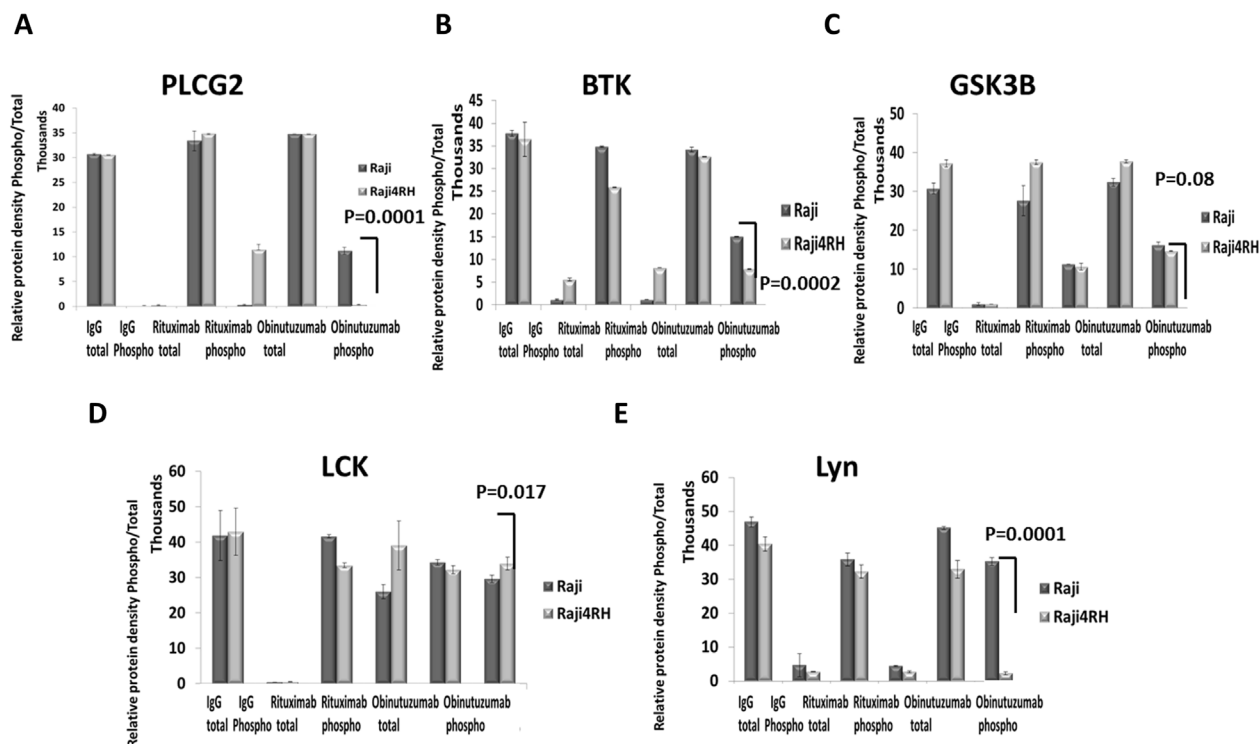 A
B
C
PLCG2
BTK
GSK3B
Relative protein density Phospho/Total
Thousands
40
35
30
25
20
15
10
5
0
Raji
Raji4RH
P=0.0001
IgG IgG Rituximab Rituximab Obinutuzumab Obinutuzumab
total Phospho total phospho total phospho
Relative protein density Phospho/Total
Thousands
45
40
35
30
25
20
15
10
5
0
Raji
Raji4RH
P=0.0002
IgG IgG Rituximab Rituximab Obinutuzumab Obinutuzumab
total Phospho total phospho total phospho
Relative protein density Phospho/Total
Thousands
50
40
30
20
10
0
P=0.08
Raji
Raji4RH
IgG IgG Rituximab Rituximab Obinutuzumab Obinutuzumab
total Phospho total phospho total phospho
D
E
LCK
Lyn
Relative protein density Phospho/Total
Thousands
60
50
40
30
20
10
0
P=0.017
Raji
Raji4RH
IgG IgG Rituximab Rituximab Obinutuzumab Obinutuzumab
total Phospho total phospho total phospho
Relative protein density Phospho/Total
Thousands
60
50
40
30
20
10
0
P=0.0001
Raji
Raji4RH
IgG IgG Rituximab Rituximab Obinutuzumab Obinutuzumab
total Phospho total phospho total phospho